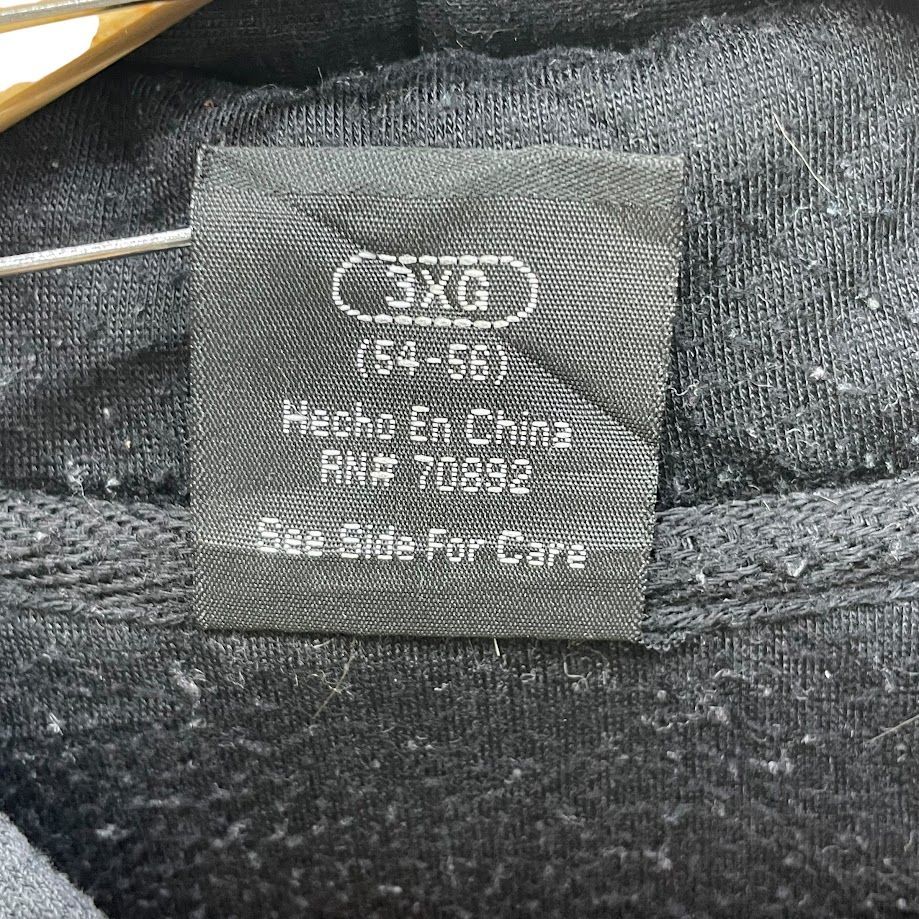 3XG
(54-56)
Hecho En China
RN# 70892
See Side For Care